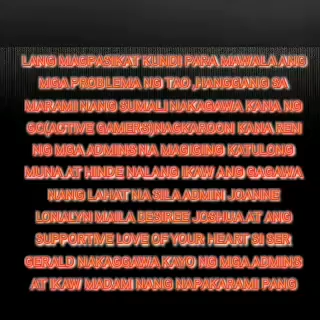 LANG MAGPASIKAT KUNDI PARA MAWALA ANG
MGA PROBLEMA NG TAO ,HANGGANG SA
MARAMI NANG SUMALI NAKAGAWA KANA NG
GC(ACTIVE GAMERS)NAGKAROON KANA REN
NG MGA ADMINS NA MAGIGING KATULONG
MUNA AT HINDE NALANG IKAW ANG GAGAWA
NANG LAHAT NA SILA ADMIN JOANNE
LONIALYN MAILA DESIREE JOSHUA AT ANG
SUPPORTIVE LOVE OF YOUR HEART SI SER
GERALD NAKAGGAWA KAYO NG MGA ADMINS
AT IKAW MADAM NANG NAPAKARAMI PANG